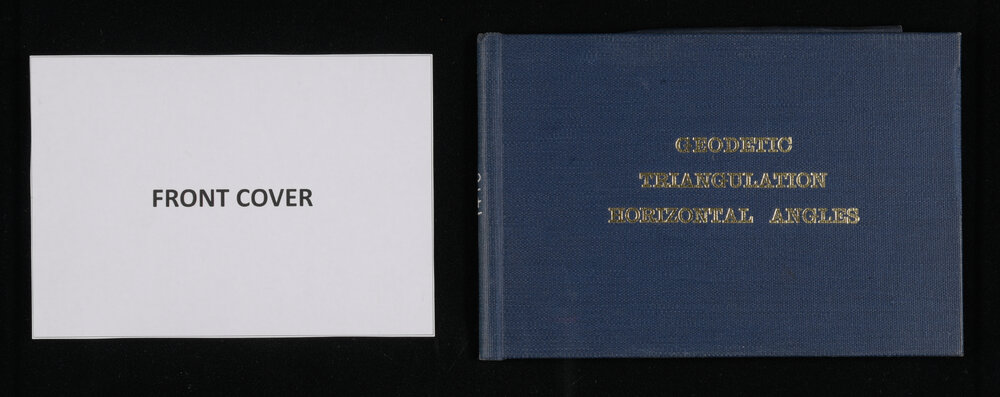 FRONT COVER
GEODETIC
TRIANGULATION
HORIZONTAL ANGLES